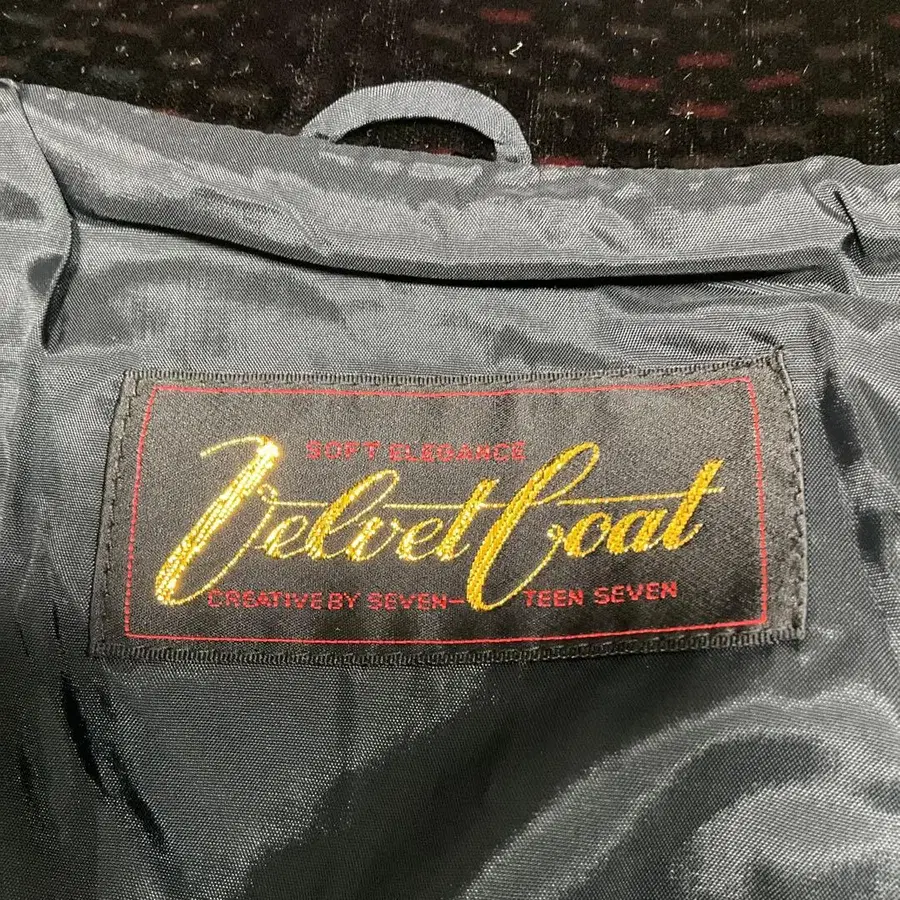 SOFT ELEGANCE
Velvet Coat
CREATIVE BY SEVEN-TEEN SEVEN